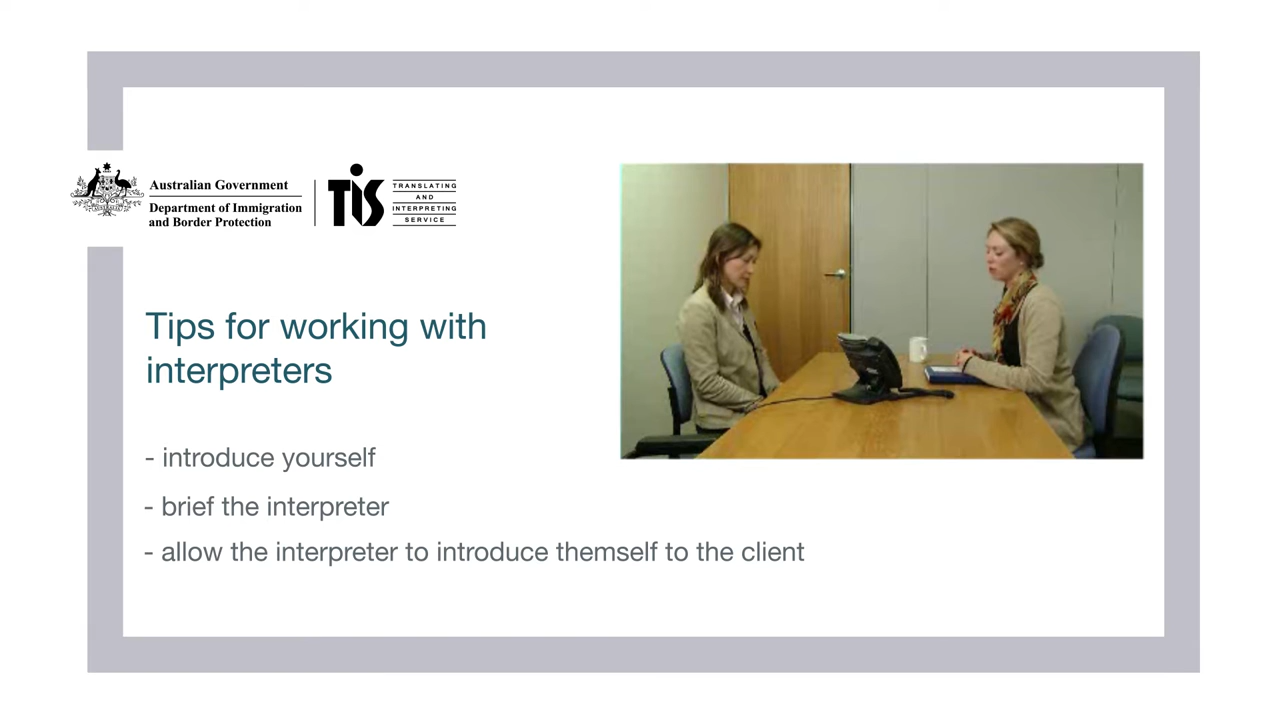 Australian Government
Department of Immigration
and Border Protection
TIS
TRANSLATING
AND
INTERPRETING
SERVICE
Tips for working with
interpreters
- introduce yourself
- brief the interpreter
- allow the interpreter to introduce themself to the client